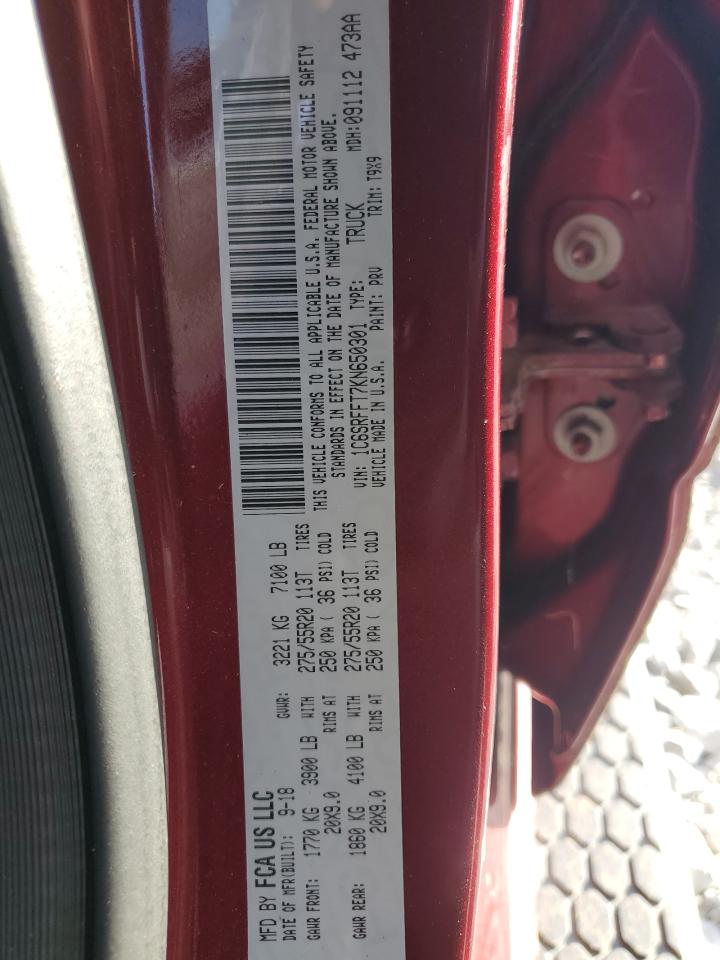 MFD BY FCA US LLC
DATE OF MFR(BUILT): 9-18 GVWR: 3221 KG 7100 LB
GAWR FRONT: 1770 KG 3900 LB WITH 275/55R20 113T TIRES
20X9.0 RIMS AT 250 KPA ( 36 PSI) COLD
GAWR REAR: 1860 KG 4100 LB WITH 275/55R20 113T TIRES
20X9.0 RIMS AT 250 KPA ( 36 PSI) COLD
THIS VEHICLE CONFORMS TO ALL APPLICABLE U.S.A. FEDERAL MOTOR VEHICLE SAFETY
STANDARDS IN EFFECT ON THE DATE OF MANUFACTURE SHOWN ABOVE.
VIN: 1C6SRFFT7KN650301 TYPE: TRUCK MDH:091112 473AA
VEHICLE MADE IN U.S.A. PAINT: PRV TRIM: T9X9